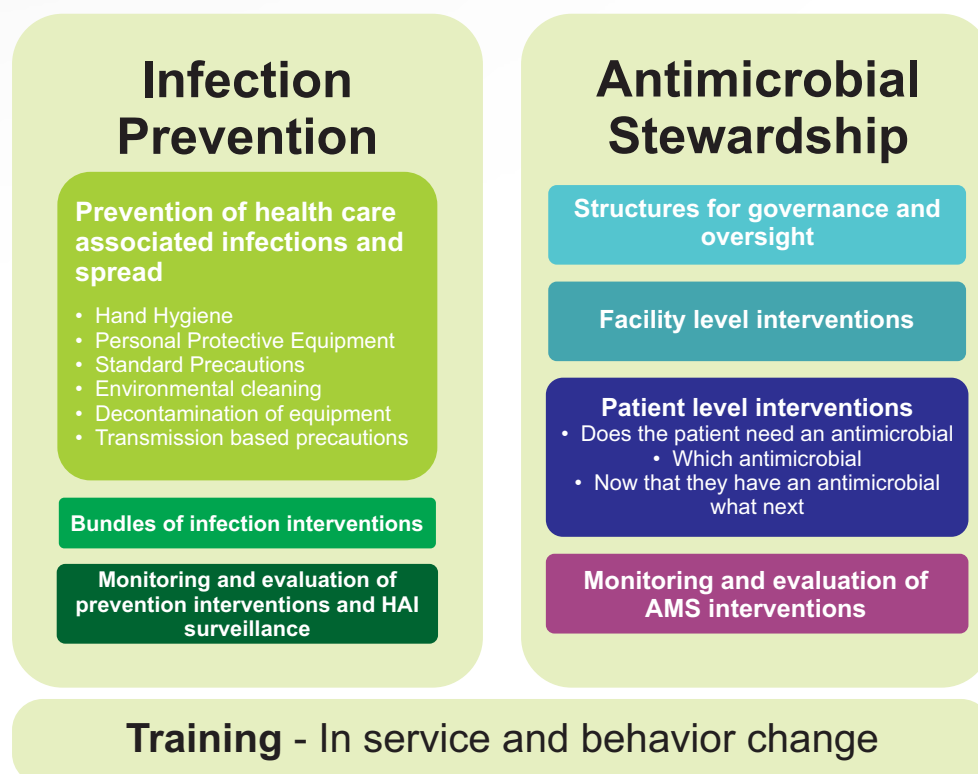 Infection
Prevention
Prevention of health care
associated infections and
spread
• Hand Hygiene
• Personal Protective Equipment
• Standard Precautions
• Environmental cleaning
• Decontamination of equipment
• Transmission based precautions
Bundles of infection interventions
Monitoring and evaluation of
prevention interventions and HAI
surveillance
Antimicrobial
Stewardship
Structures for governance and
oversight
Facility level interventions
Patient level interventions
• Does the patient need an antimicrobial
• Which antimicrobial
• Now that they have an antimicrobial
what next
Monitoring and evaluation of
AMS interventions
Training - In service and behavior change